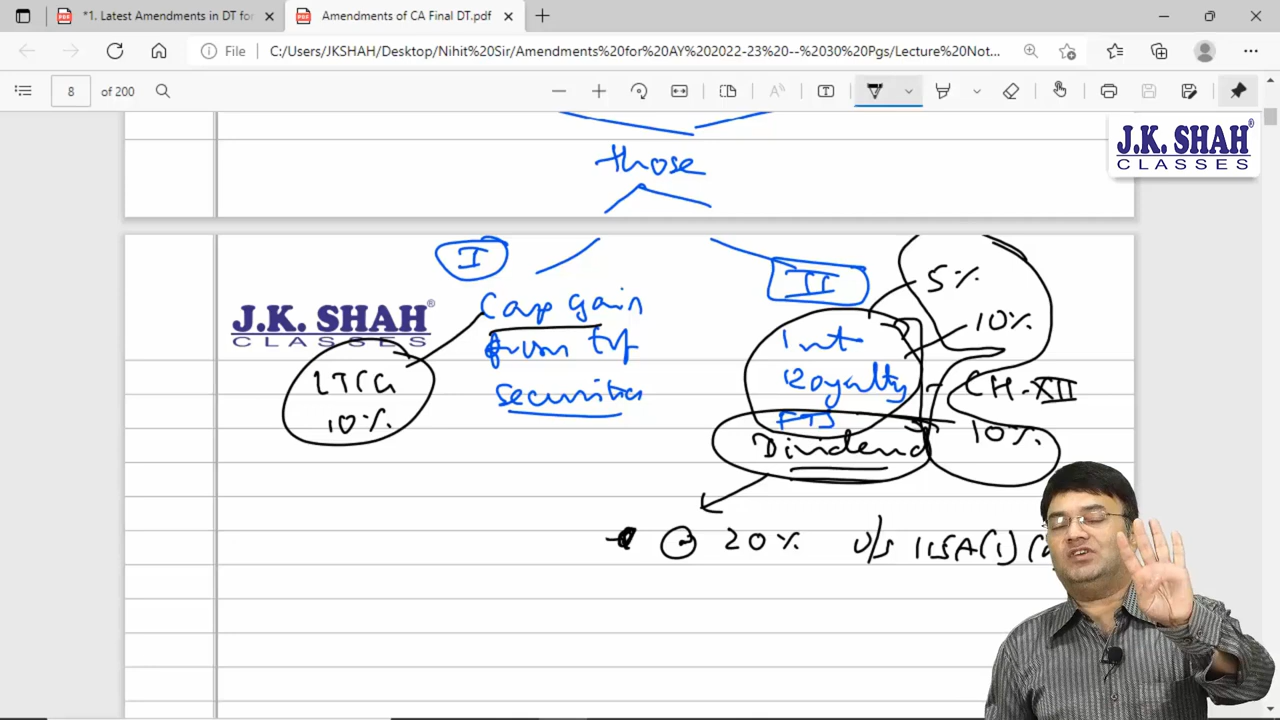 *1. Latest Amendments in DT for
Amendments of CA Final DT.pdf
File
C:/Users/JKSHAH/Desktop/Nihit%20Sir/Amendments%20for%20AY%202022-23%20--%2030%20Pgs/Lecture%20Not...
8 of 200
J.K. SHAH®
CLASSES
those
I
II
5%
J.K. SHAH®
CLASSES
Cap gain
from trf
securities
LTCG
10%
Int
Royalty
FTS
Dividend
10%
CH-XII
10%
@ 20% u/s 115A(1)